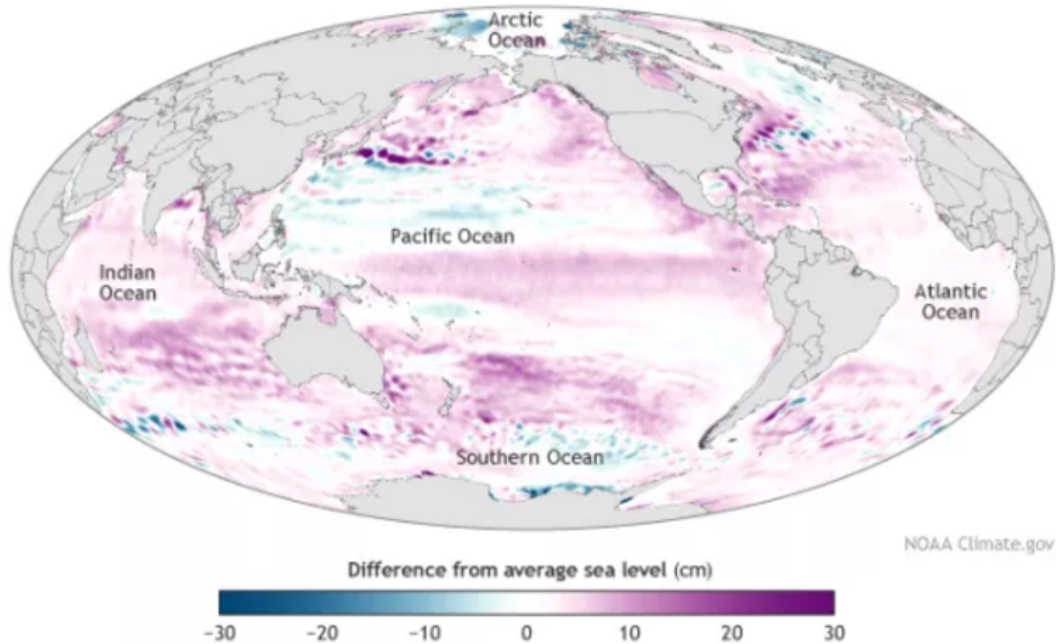 Arctic
Ocean
Pacific Ocean
Indian
Ocean
Atlantic
Ocean
Southern Ocean
NOAA Climate.gov
Difference from average sea level (cm)
−30 −20 −10 0 10 20 30